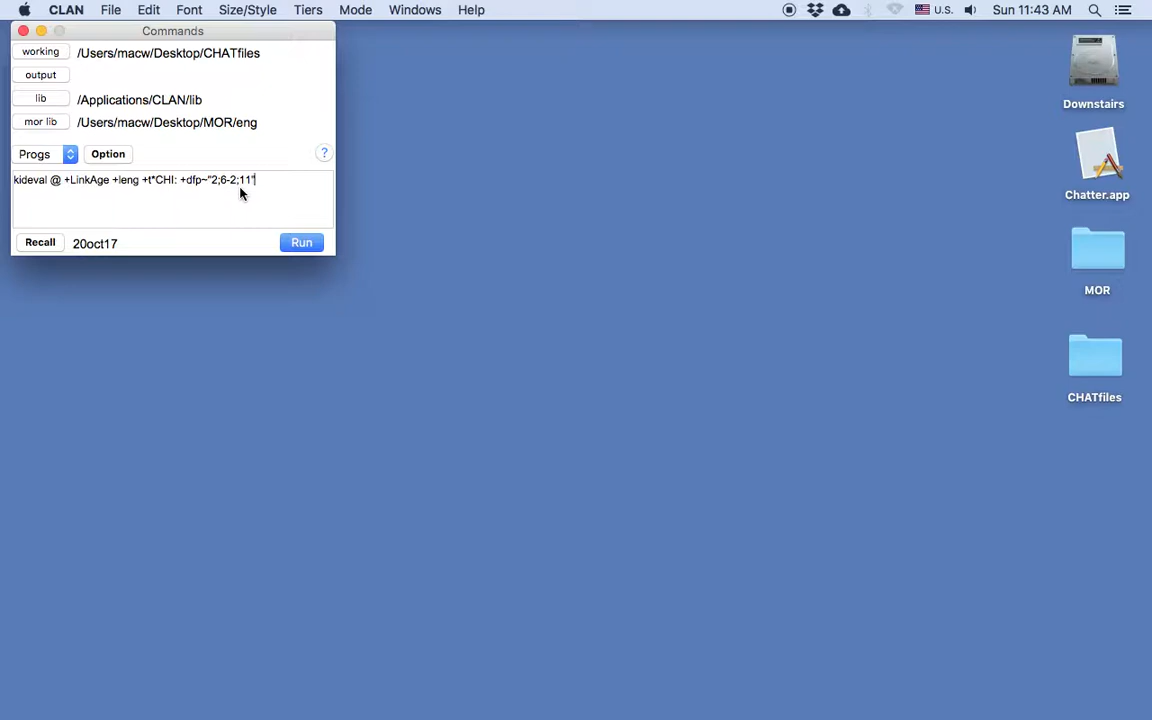 CLAN File Edit Font Size/Style Tiers Mode Windows Help U.S. Sun 11:43 AM
Commands
working /Users/macw/Desktop/CHATfiles
output
lib /Applications/CLAN/lib
mor lib /Users/macw/Desktop/MOR/eng
Progs Option ?
kideval @ +LinkAge +leng +t*CHI: +dfp~"2;6-2;11"
Recall 20oct17 Run
Downstairs
Chatter.app
MOR
CHATfiles